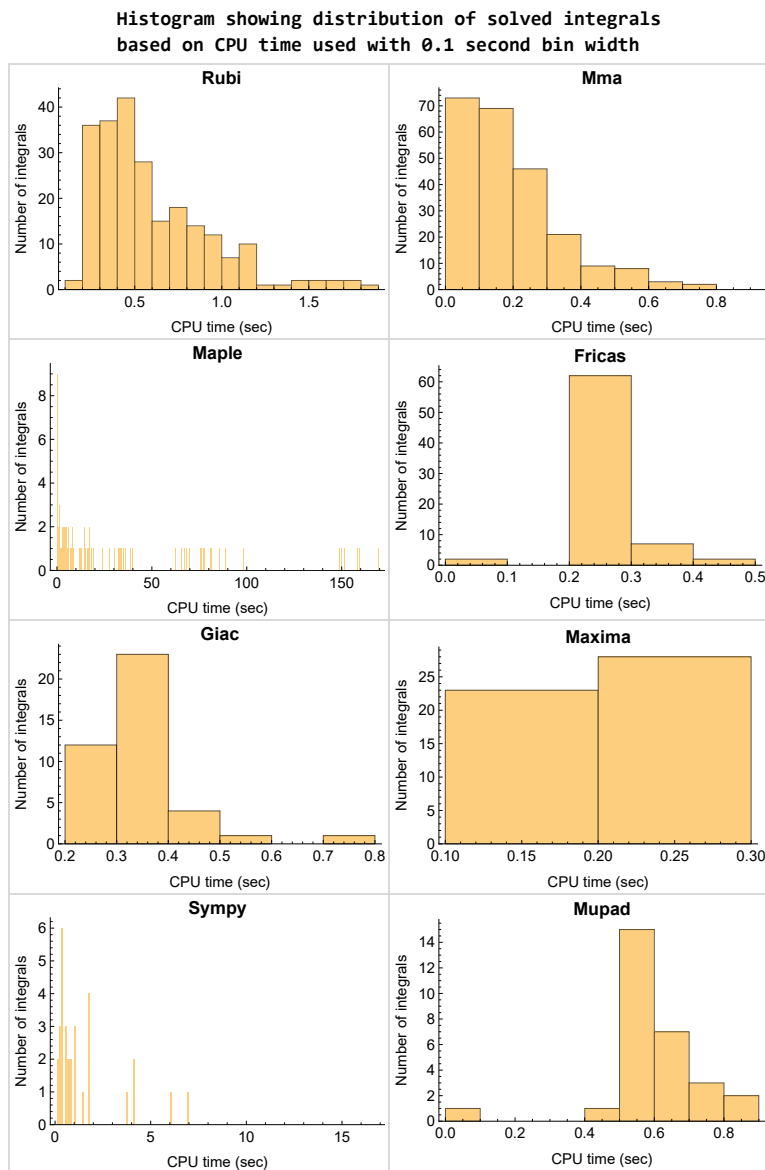 Histogram showing distribution of solved integrals
based on CPU time used with 0.1 second bin width
Rubi
Number of integrals
40
30
20
10
0
0.5 1.0 1.5
CPU time (sec)
Mma
Number of integrals
70
60
50
40
30
20
10
0
0.0 0.2 0.4 0.6 0.8
CPU time (sec)
Maple
Number of integrals
8
6
4
2
0
0 50 100 150
CPU time (sec)
Fricas
Number of integrals
60
50
40
30
20
10
0
0.0 0.1 0.2 0.3 0.4 0.5
CPU time (sec)
Giac
Number of integrals
20
15
10
5
0
0.2 0.3 0.4 0.5 0.6 0.7 0.8
CPU time (sec)
Maxima
Number of integrals
25
20
15
10
5
0
0.10 0.15 0.20 0.25 0.30
CPU time (sec)
Sympy
Number of integrals
6
5
4
3
2
1
0
0 5 10 15
CPU time (sec)
Mupad
Number of integrals
14
12
10
8
6
4
2
0
0.0 0.2 0.4 0.6 0.8
CPU time (sec)